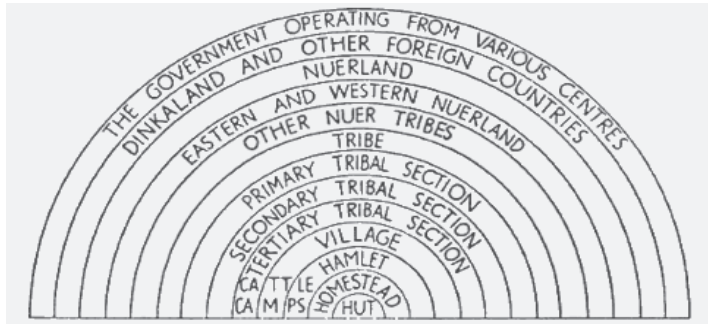 THE GOVERNMENT OPERATING FROM VARIOUS CENTRES
DINKALAND AND OTHER FOREIGN COUNTRIES
NUERLAND
EASTERN AND WESTERN NUERLAND
OTHER NUER TRIBES
TRIBE
PRIMARY TRIBAL SECTION
SECONDARY TRIBAL SECTION
TERTIARY TRIBAL SECTION
VILLAGE
HAMLET
CATTLE
CAMPS
HOMESTEAD
HUT